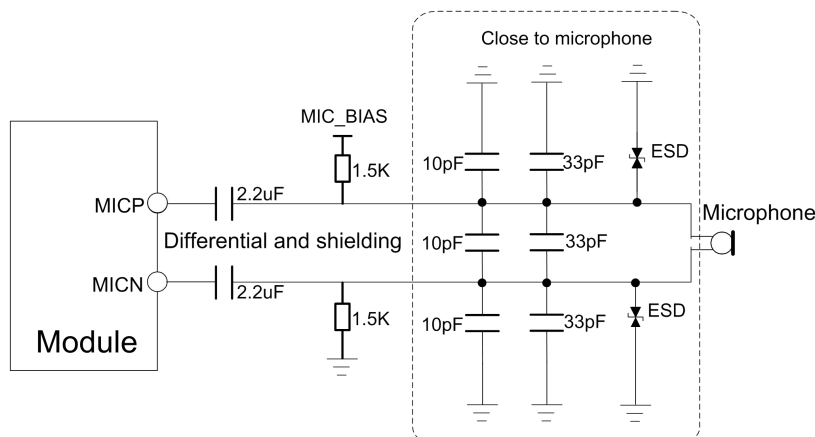 Close to microphone
MIC_BIAS
1.5K
10pF
33pF
ESD
MICP
2.2uF
Microphone
Differential and shielding
10pF
33pF
MICN
2.2uF
1.5K
10pF
33pF
ESD
Module